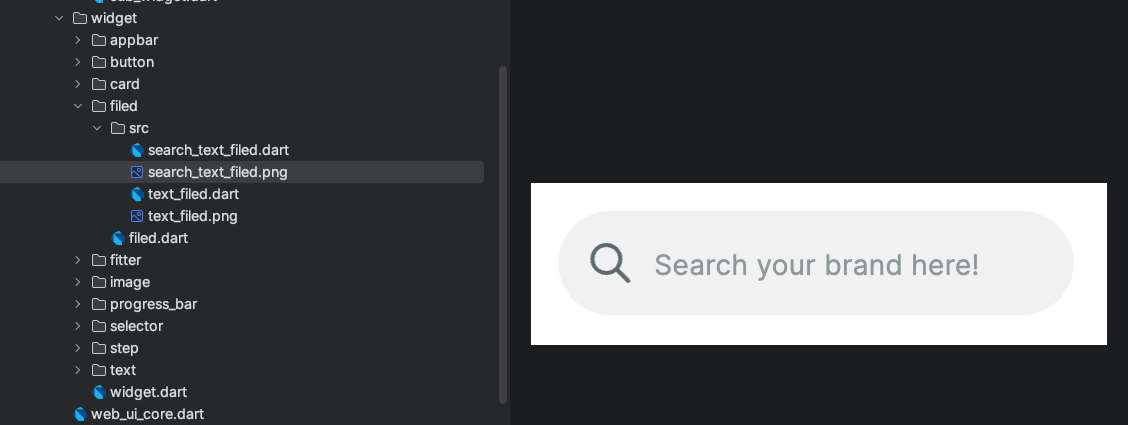 widget
appbar
button
card
filed
src
search_text_filed.dart
search_text_filed.png
text_filed.dart
text_filed.png
filed.dart
fitter
image
progress_bar
selector
step
text
widget.dart
web_ui_core.dart
Search your brand here!